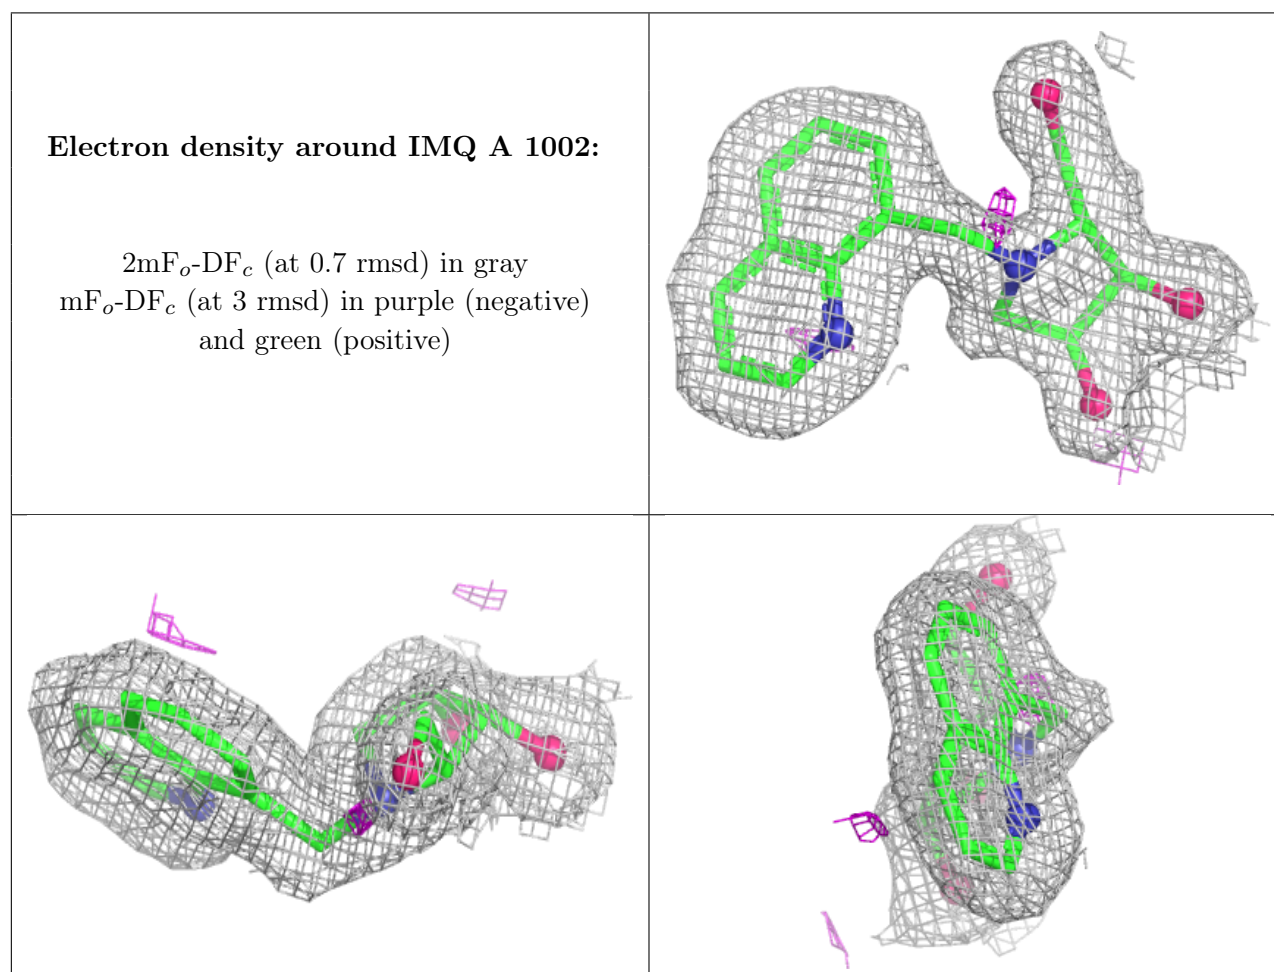 Electron density around IMQ A 1002:
2mFo-DFc (at 0.7 rmsd) in gray
mFo-DFc (at 3 rmsd) in purple (negative)
and green (positive)